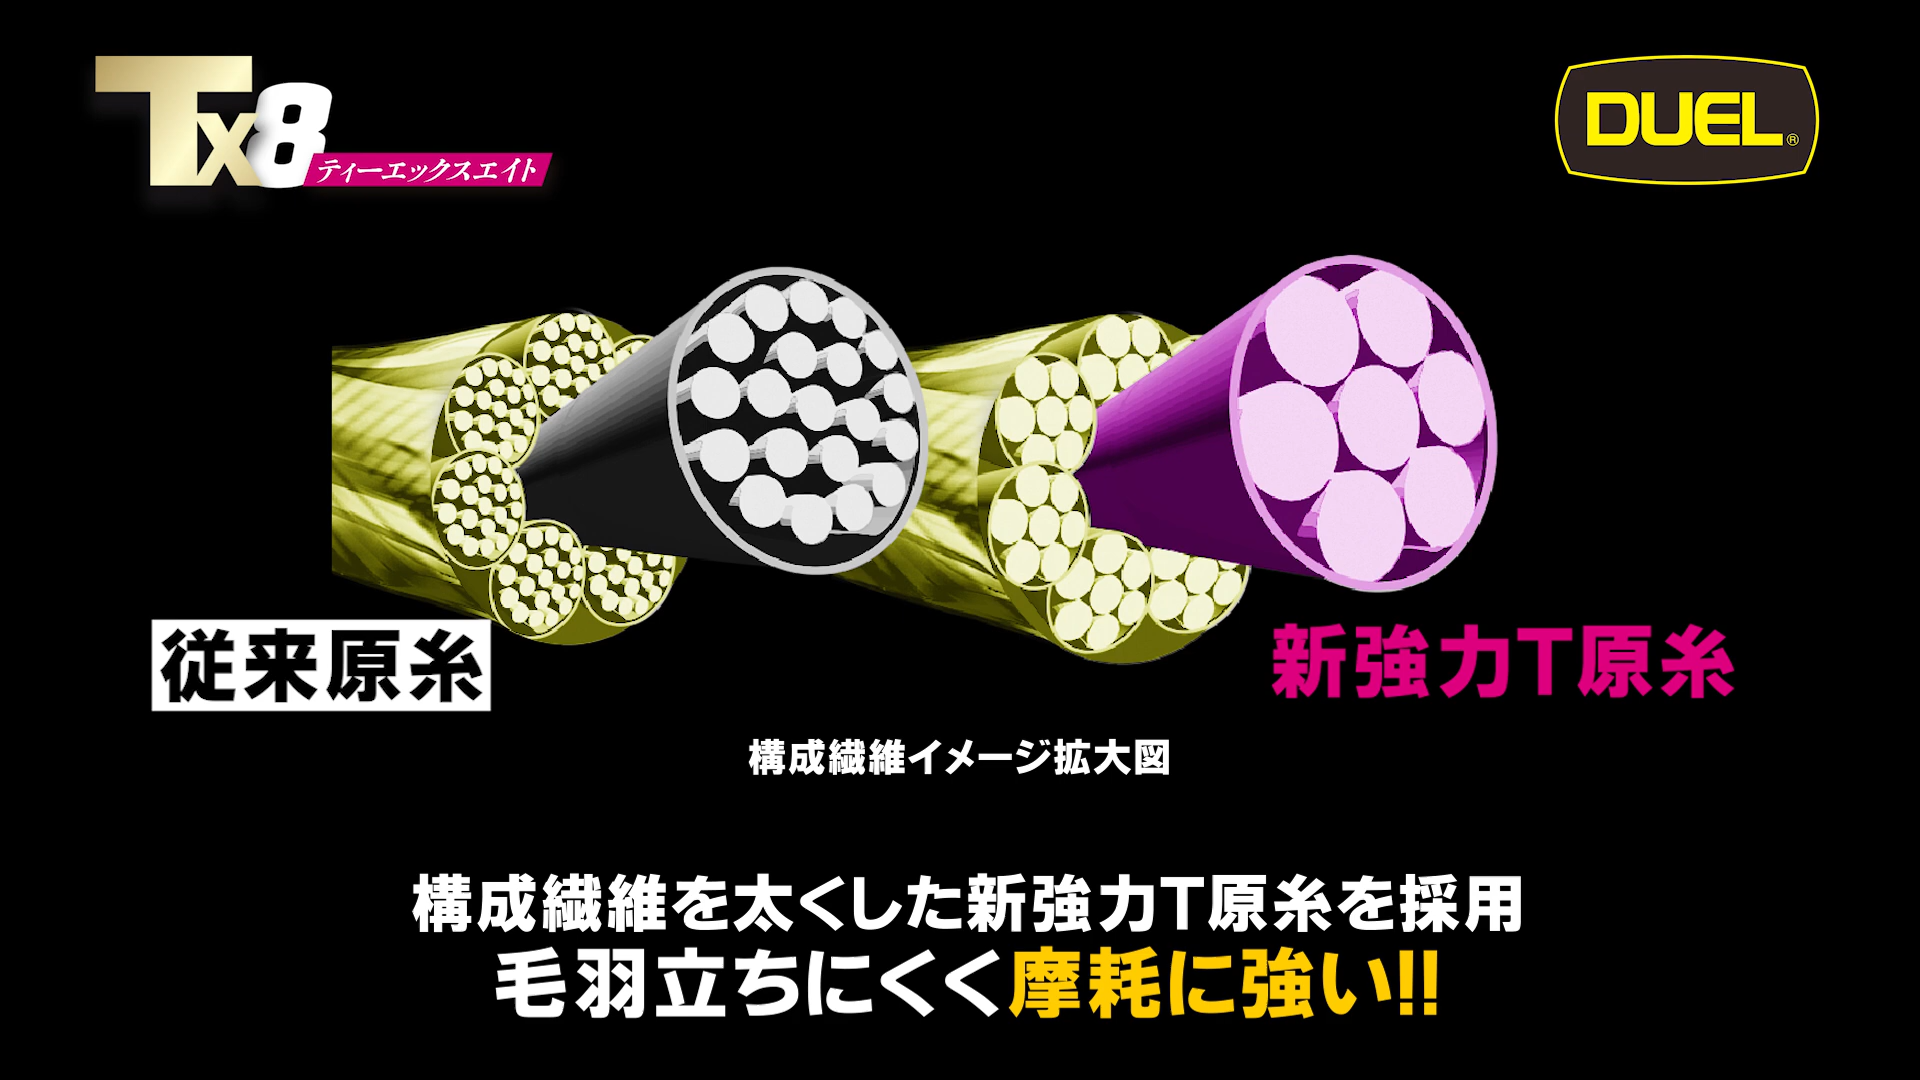 Tx8
ティーエックスエイト
DUEL®
従来原糸
新強力T原糸
構成繊維イメージ拡大図
構成繊維を太くした新強力T原糸を採用
毛羽立ちにくく摩耗に強い!!